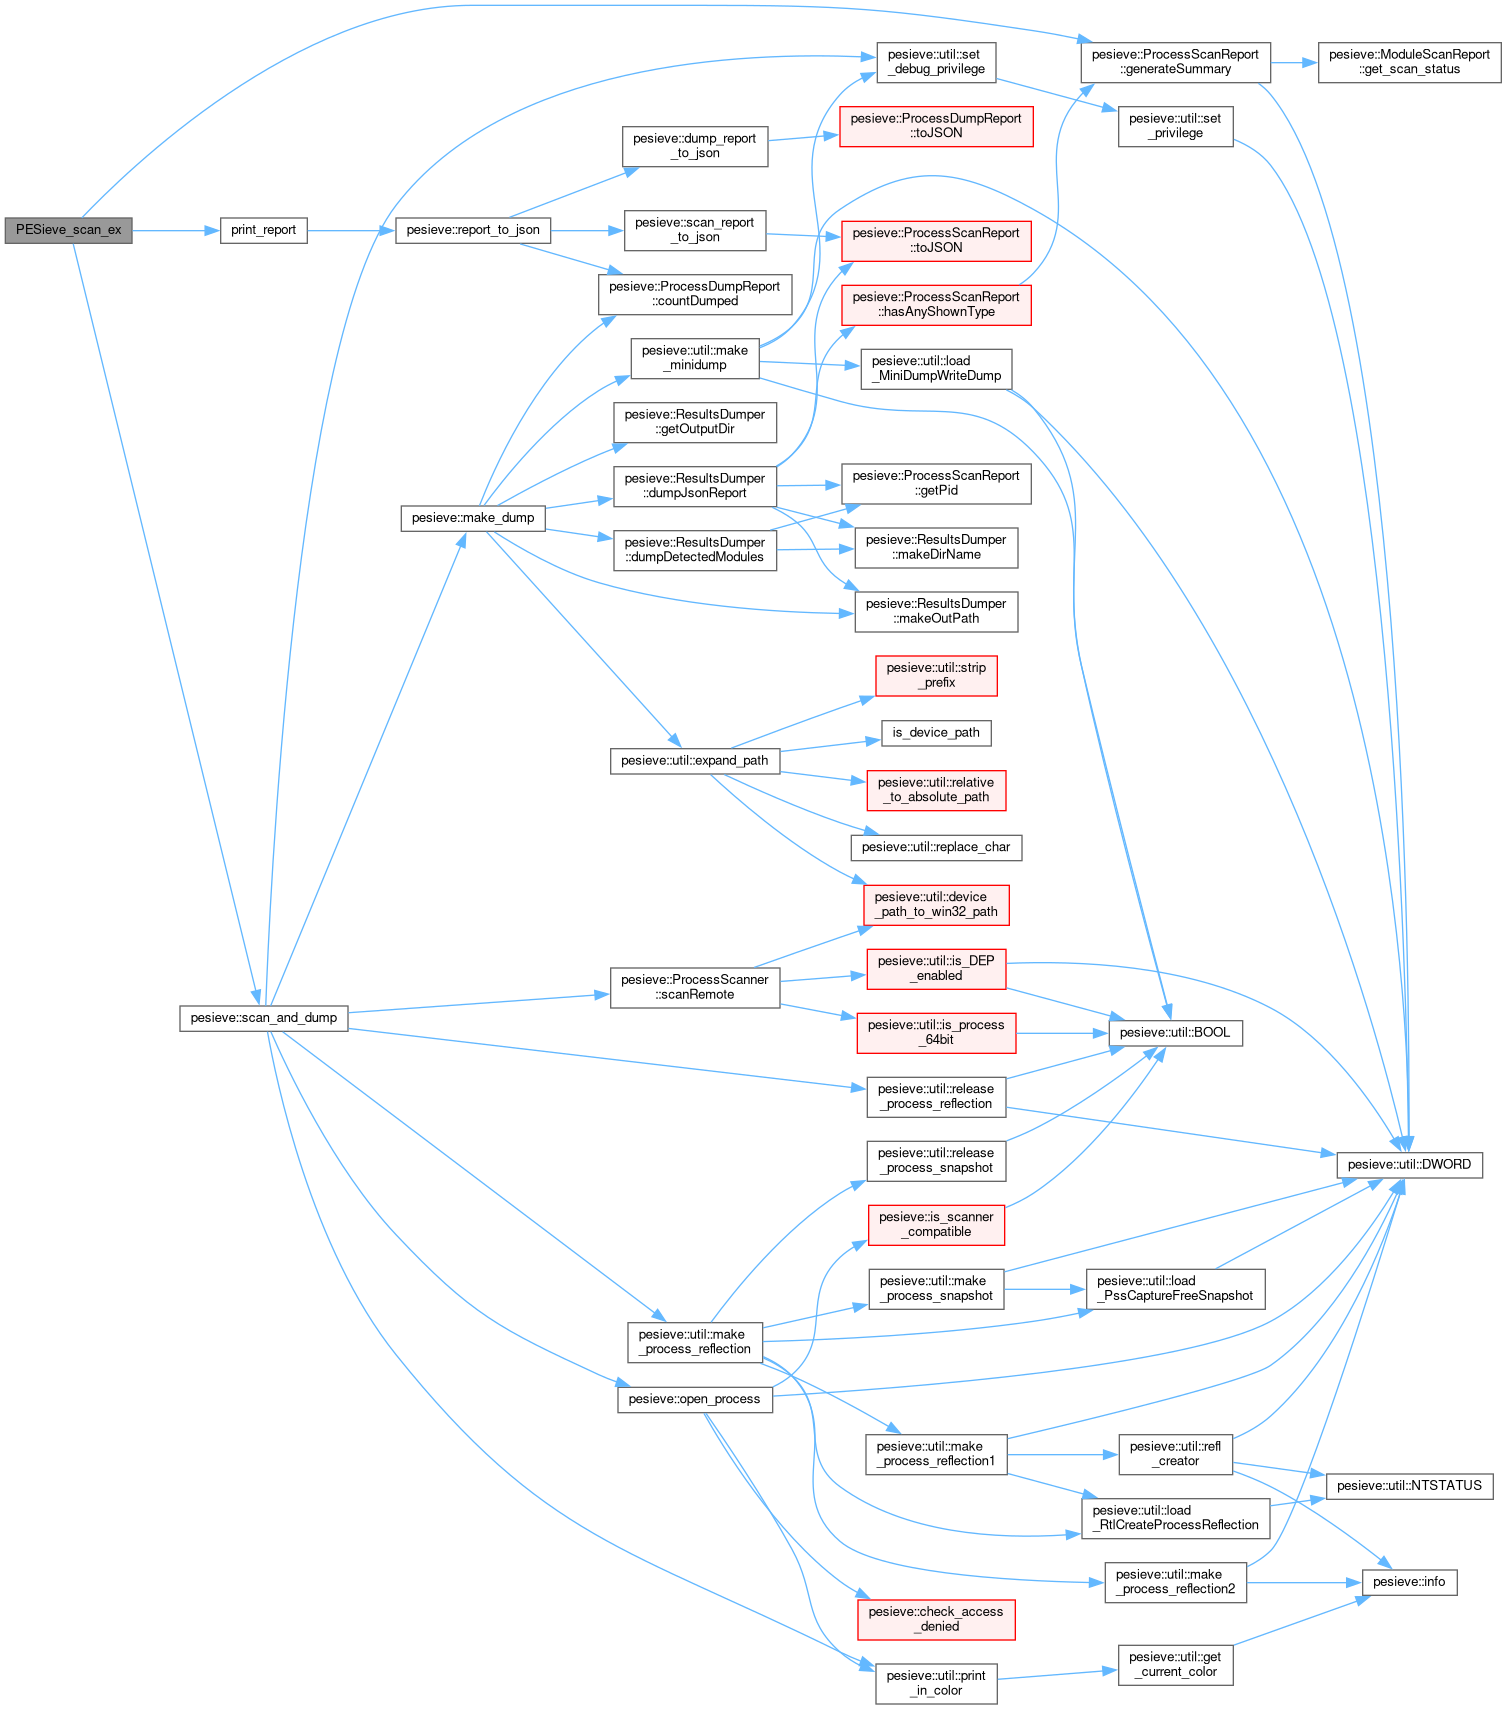 PESieve_scan_ex
print_report
pesieve::scan_and_dump
pesieve::report_to_json
pesieve::make_dump
pesieve::dump_report
_to_json
pesieve::scan_report
_to_json
pesieve::ProcessDumpReport
::countDumped
pesieve::util::make
_minidump
pesieve::ResultsDumper
::getOutputDir
pesieve::ResultsDumper
::dumpJsonReport
pesieve::ResultsDumper
::dumpDetectedModules
pesieve::util::expand_path
pesieve::ProcessScanner
::scanRemote
pesieve::util::make
_process_reflection
pesieve::open_process
pesieve::util::set
_debug_privilege
pesieve::ProcessDumpReport
::toJSON
pesieve::ProcessScanReport
::toJSON
pesieve::ProcessScanReport
::hasAnyShownType
pesieve::util::load
_MiniDumpWriteDump
pesieve::ProcessScanReport
::getPid
pesieve::ResultsDumper
::makeDirName
pesieve::ResultsDumper
::makeOutPath
pesieve::util::strip
_prefix
is_device_path
pesieve::util::relative
_to_absolute_path
pesieve::util::replace_char
pesieve::util::device
_path_to_win32_path
pesieve::util::is_DEP
_enabled
pesieve::util::is_process
_64bit
pesieve::util::release
_process_reflection
pesieve::util::release
_process_snapshot
pesieve::is_scanner
_compatible
pesieve::util::make
_process_snapshot
pesieve::util::make
_process_reflection1
pesieve::check_access
_denied
pesieve::util::print
_in_color
pesieve::ProcessScanReport
::generateSummary
pesieve::util::set
_privilege
pesieve::util::BOOL
pesieve::util::load
_PssCaptureFreeSnapshot
pesieve::util::refl
_creator
pesieve::util::load
_RtlCreateProcessReflection
pesieve::util::make
_process_reflection2
pesieve::util::get
_current_color
pesieve::ModuleScanReport
::get_scan_status
pesieve::util::DWORD
pesieve::util::NTSTATUS
pesieve::info